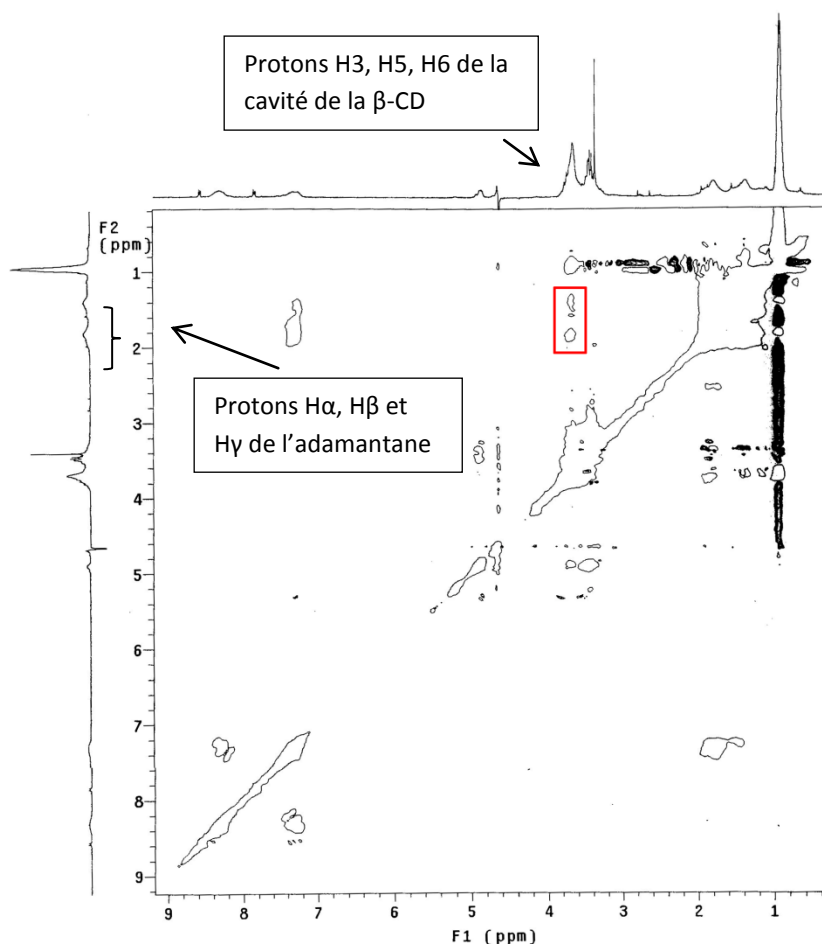 Protons H3, H5, H6 de la
cavité de la β-CD
F2
(ppm)
1
2
3
4
5
6
7
8
9
Protons Hα, Hβ et
Hγ de l’adamantane
9 8 7 6 5 4 3 2 1
F1 (ppm)